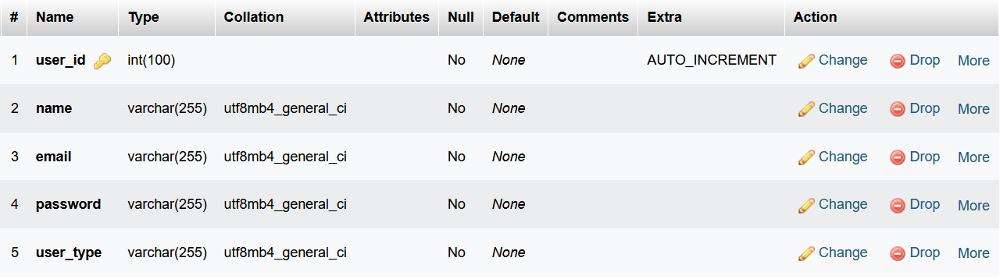 # Name Type Collation Attributes Null Default Comments Extra Action
1 user_id int(100) No None AUTO_INCREMENT Change Drop More
2 name varchar(255) utf8mb4_general_ci No None Change Drop More
3 email varchar(255) utf8mb4_general_ci No None Change Drop More
4 password varchar(255) utf8mb4_general_ci No None Change Drop More
5 user_type varchar(255) utf8mb4_general_ci No None Change Drop More